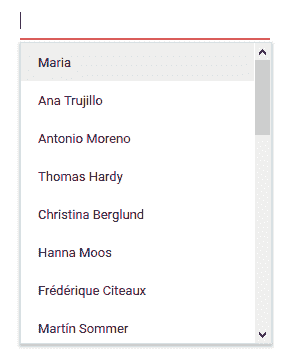 Maria
Ana Trujillo
Antonio Moreno
Thomas Hardy
Christina Berglund
Hanna Moos
Frédérique Citeaux
Martín Sommer